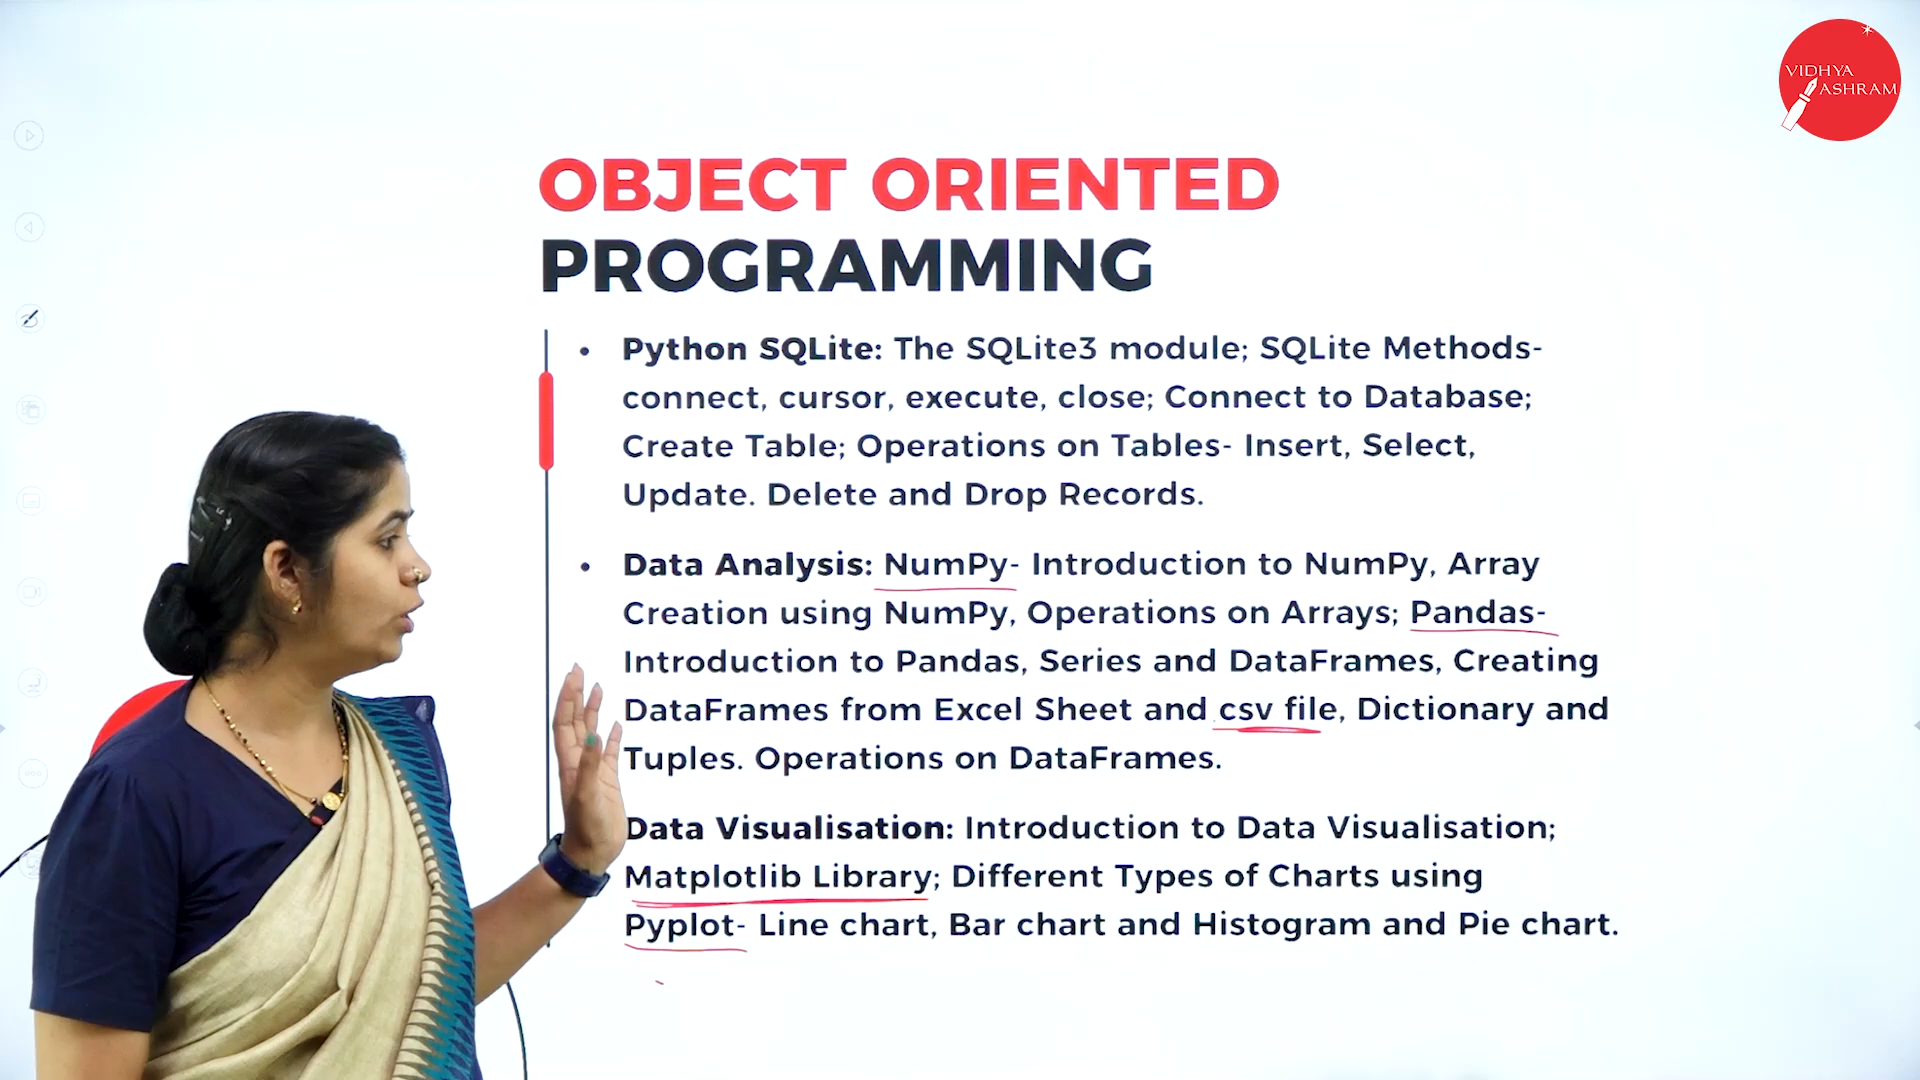 VIDHYA
ASHRAM
OBJECT ORIENTED
PROGRAMMING
• Python SQLite: The SQLite3 module; SQLite Methods-
connect, cursor, execute, close; Connect to Database;
Create Table; Operations on Tables- Insert, Select,
Update. Delete and Drop Records.
• Data Analysis: NumPy- Introduction to NumPy, Array
Creation using NumPy, Operations on Arrays; Pandas-
Introduction to Pandas, Series and DataFrames, Creating
DataFrames from Excel Sheet and csv file, Dictionary and
Tuples. Operations on DataFrames.
Data Visualisation: Introduction to Data Visualisation;
Matplotlib Library; Different Types of Charts using
Pyplot- Line chart, Bar chart and Histogram and Pie chart.